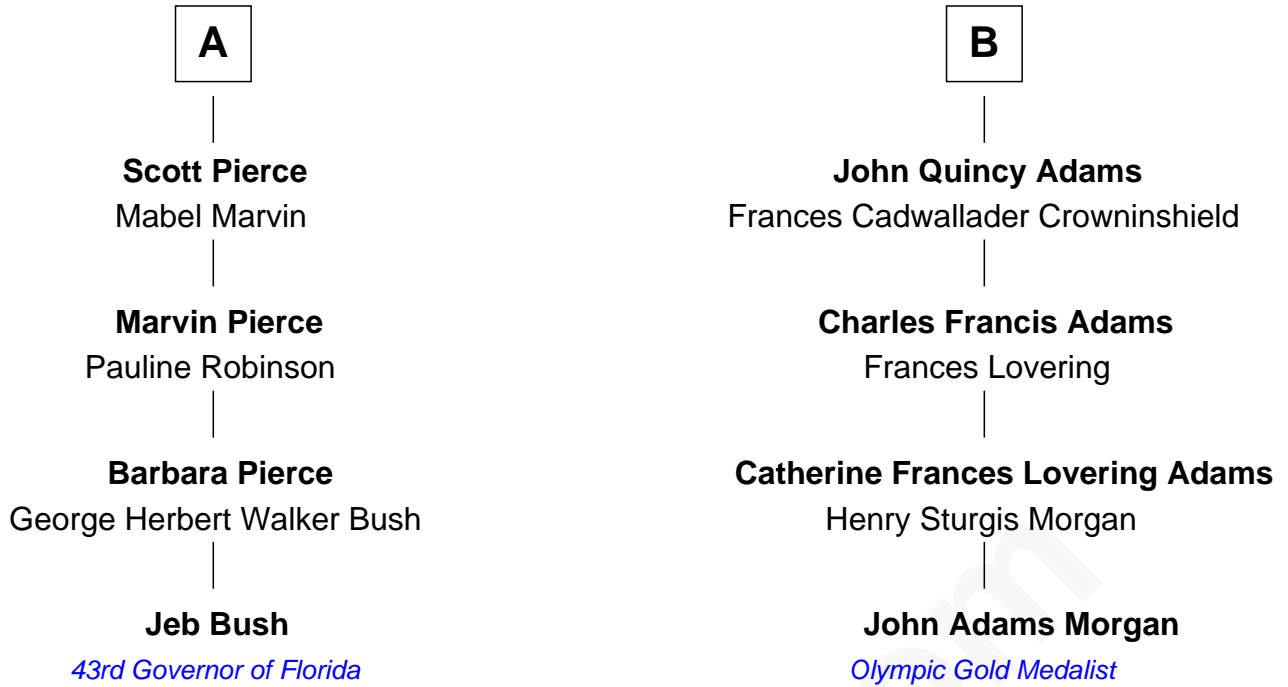 A
B
Scott Pierce
Mabel Marvin
John Quincy Adams
Frances Cadwallader Crowninshield
Marvin Pierce
Pauline Robinson
Charles Francis Adams
Frances Lovering
Barbara Pierce
George Herbert Walker Bush
Catherine Frances Lovering Adams
Henry Sturgis Morgan
Jeb Bush
43rd Governor of Florida
John Adams Morgan
Olympic Gold Medalist